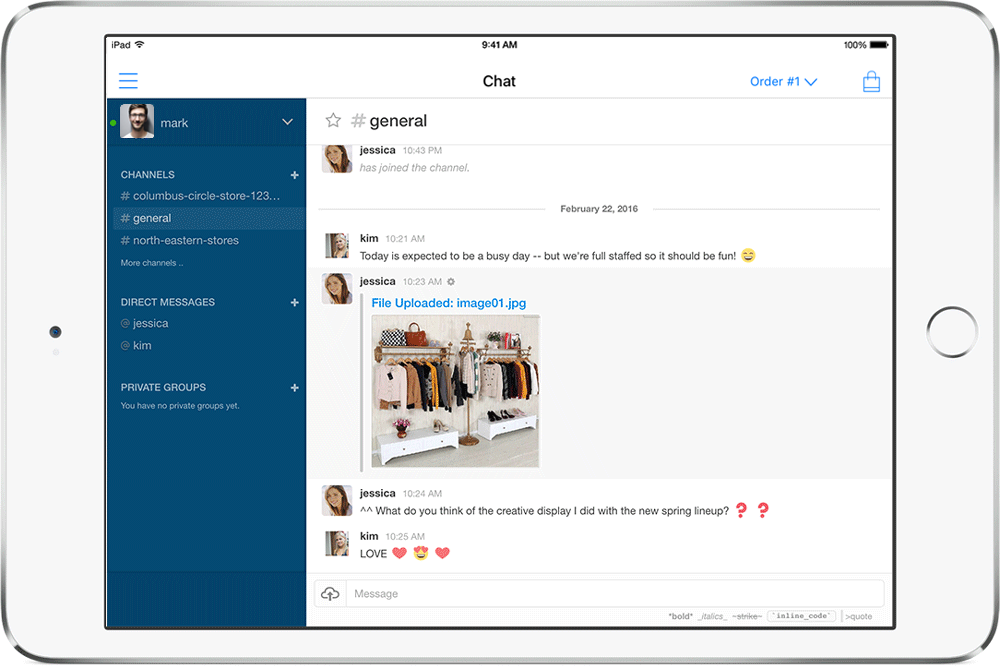 iPad 9:41 AM 100%
Chat Order #1
mark
CHANNELS +
# columbus-circle-store-123...
# general
# north-eastern-stores
More channels ..
DIRECT MESSAGES +
@ jessica
@ kim
PRIVATE GROUPS +
You have no private groups yet.
# general
jessica 10:43 PM
has joined the channel.
February 22, 2016
kim 10:21 AM
Today is expected to be a busy day -- but we're full staffed so it should be fun! 😄
jessica 10:23 AM
File Uploaded: image01.jpg
jessica 10:24 AM
^^ What do you think of the creative display I did with the new spring lineup? ❓ ❓
kim 10:25 AM
LOVE ❤️ 😍 ❤️
Message
*bold* _italics_ ~strike~ `inline_code` >quote